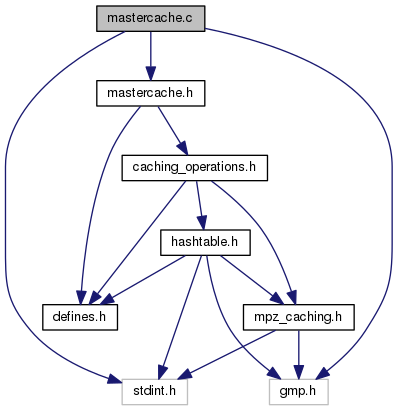 mastercache.c
mastercache.h
caching_operations.h
hashtable.h
defines.h
mpz_caching.h
stdint.h
gmp.h